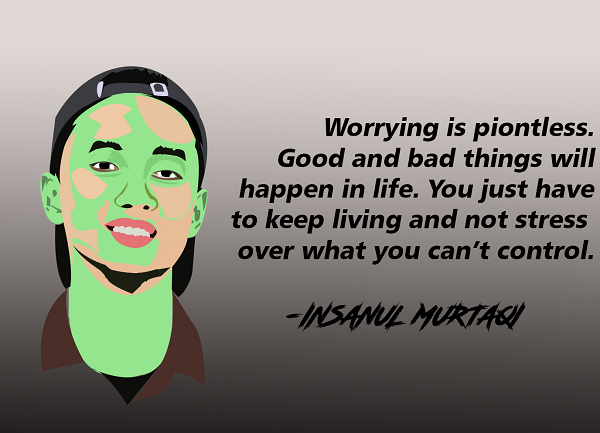 Worrying is piontless.
Good and bad things will
happen in life. You just have
to keep living and not stress
over what you can't control.
-INSANUL MURTAQI